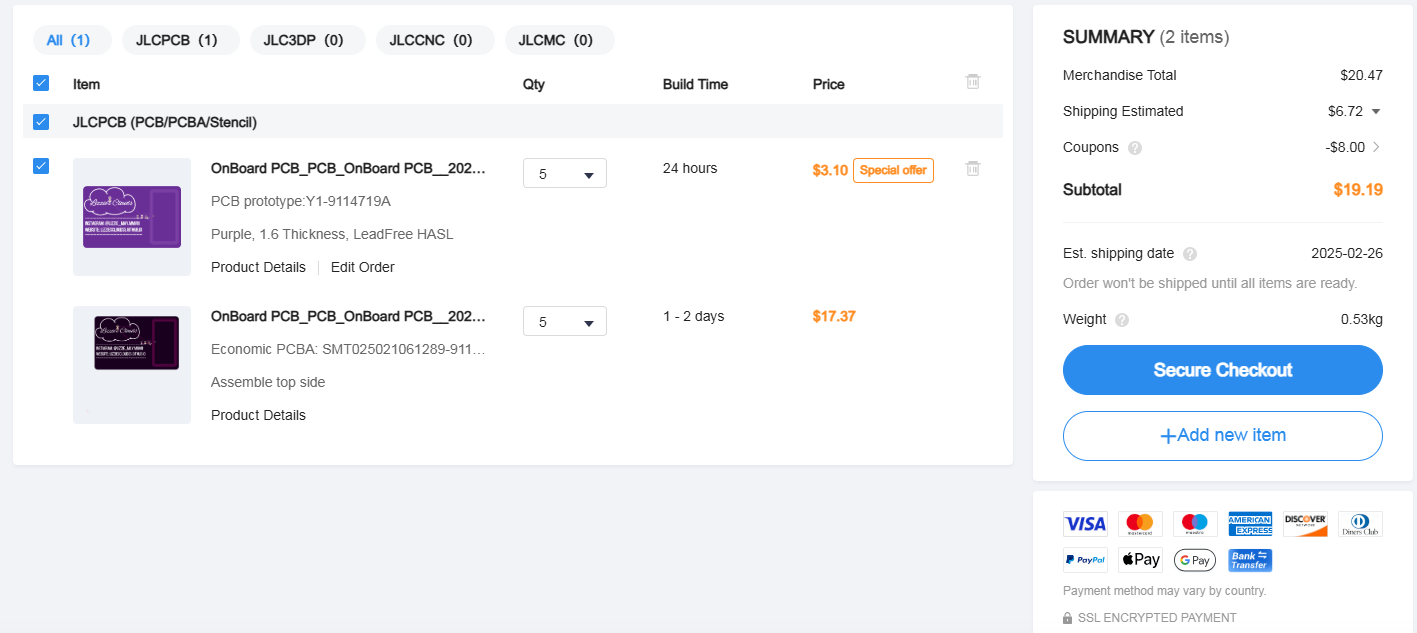 All (1) JLCPCB (1) JLC3DP (0) JLCCNC (0) JLCMC (0)
Item Qty Build Time Price
JLCPCB (PCB/PCBA/Stencil)
OnBoard PCB_PCB_OnBoard PCB__202... 5 24 hours $3.10 Special offer
PCB prototype:Y1-9114719A
Purple, 1.6 Thickness, LeadFree HASL
Product Details Edit Order
OnBoard PCB_PCB_OnBoard PCB__202... 5 1 - 2 days $17.37
Economic PCBA: SMT025021061289-911...
Assemble top side
Product Details
SUMMARY (2 items)
Merchandise Total $20.47
Shipping Estimated $6.72
Coupons ? -$8.00
Subtotal $19.19
Est. shipping date ? 2025-02-26
Order won't be shipped until all items are ready.
Weight ? 0.53kg
Secure Checkout
+Add new item
VISA mastercard maestro AMERICAN EXPRESS DISCOVER Diners Club
PayPal Pay G Pay Bank Transfer
Payment method may vary by country.
SSL ENCRYPTED PAYMENT